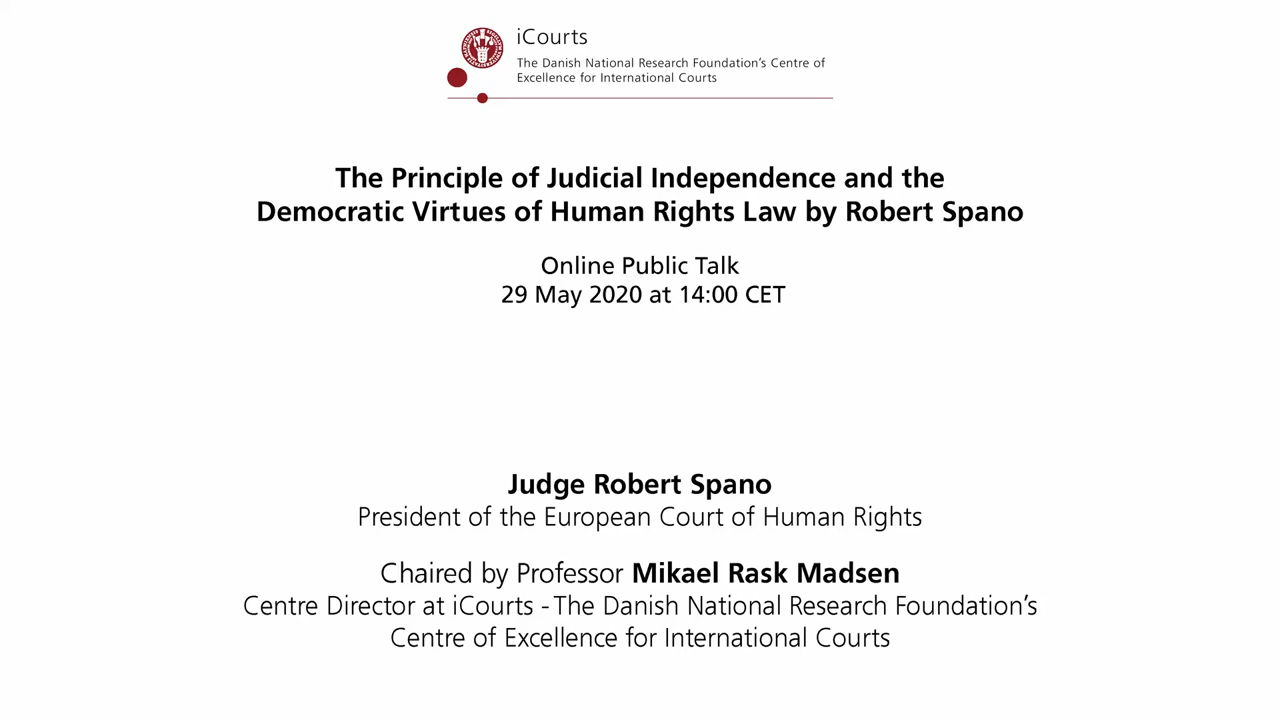 iCourts
The Danish National Research Foundation's Centre of
Excellence for International Courts
The Principle of Judicial Independence and the
Democratic Virtues of Human Rights Law by Robert Spano
Online Public Talk
29 May 2020 at 14:00 CET
Judge Robert Spano
President of the European Court of Human Rights
Chaired by Professor Mikael Rask Madsen
Centre Director at iCourts - The Danish National Research Foundation's
Centre of Excellence for International Courts